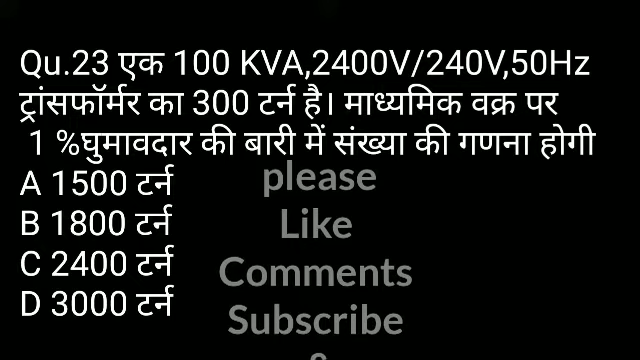 Qu.23 एक 100 KVA,2400V/240V,50Hz
ट्रांसफॉर्मर का 300 टर्न है। माध्यमिक वक्र पर
1 %घुमावदार की बारी में संख्या की गणना होगी
A 1500 टर्न
B 1800 टर्न
C 2400 टर्न
D 3000 टर्न
please
Like
Comments
Subscribe